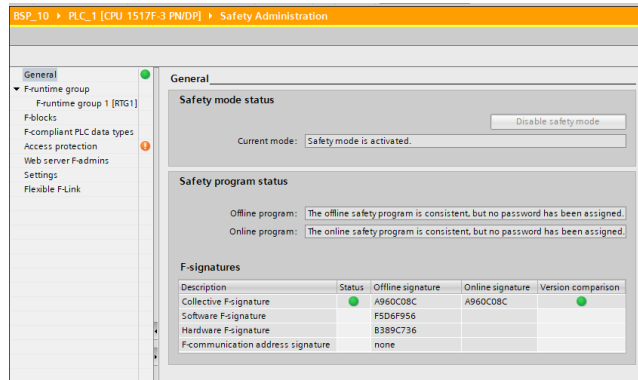 BSP_10 ▸ PLC_1 [CPU 1517F-3 PN/DP] ▸ Safety Administration
General
F-runtime group
F-runtime group 1 [RTG1]
F-blocks
F-compliant PLC data types
Access protection
Web server F-admins
Settings
Flexible F-Link
General
Safety mode status
Disable safety mode
Current mode: Safety mode is activated.
Safety program status
Offline program: The offline safety program is consistent, but no password has been assigned.
Online program: The online safety program is consistent, but no password has been assigned.
F-signatures
Description Status Offline signature Online signature Version comparison
Collective F-signature A960C08C A960C08C
Software F-signature F5D6F956
Hardware F-signature B389C736
F-communication address signature none